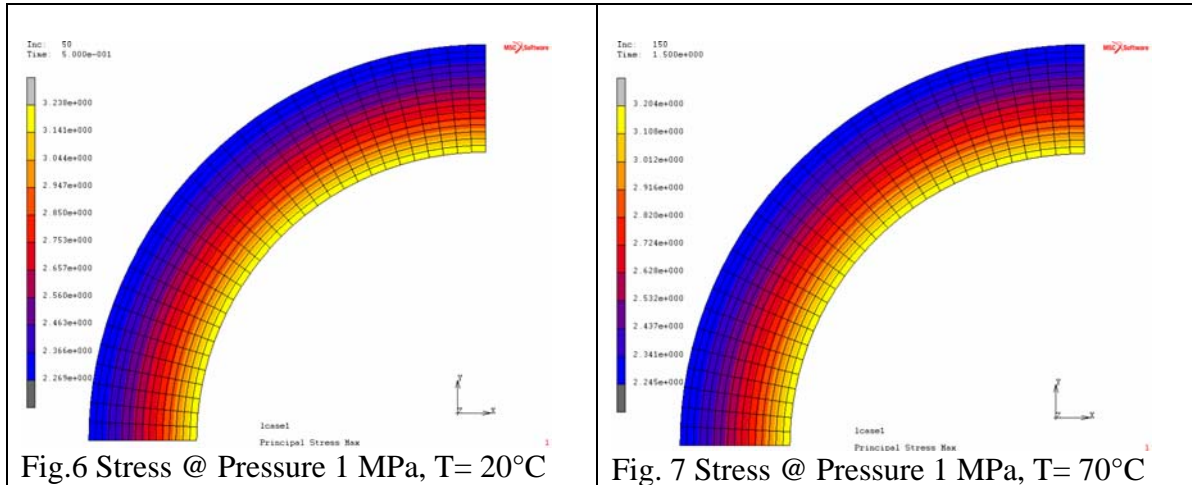 Inc: 50
Time: 5.000e-001
MSC Software
3.238e+000
3.141e+000
3.044e+000
2.947e+000
2.850e+000
2.753e+000
2.657e+000
2.560e+000
2.463e+000
2.366e+000
2.269e+000
Y
Z X
lcase1
Principal Stress Max
1
Fig.6 Stress @ Pressure 1 MPa, T= 20°C
Inc: 150
Time: 1.500e+000
MSC Software
3.204e+000
3.108e+000
3.012e+000
2.916e+000
2.820e+000
2.724e+000
2.628e+000
2.532e+000
2.437e+000
2.341e+000
2.245e+000
Y
Z X
lcase1
Principal Stress Max
1
Fig. 7 Stress @ Pressure 1 MPa, T= 70°C